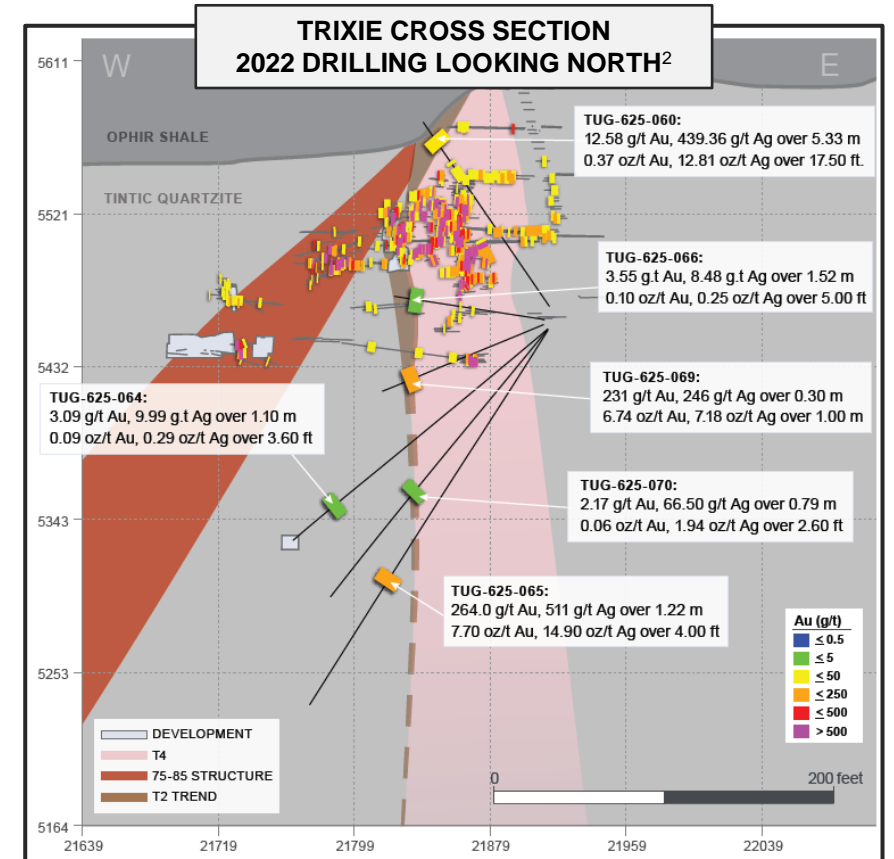 TRIXIE CROSS SECTION
2022 DRILLING LOOKING NORTH²
W
E
5611
5521
5432
5343
5253
5164
OPHIR SHALE
TINTIC QUARTZITE
TUG-625-060:
12.58 g/t Au, 439.36 g/t Ag over 5.33 m
0.37 oz/t Au, 12.81 oz/t Ag over 17.50 ft.
TUG-625-066:
3.55 g.t Au, 8.48 g.t Ag over 1.52 m
0.10 oz/t Au, 0.25 oz/t Ag over 5.00 ft
TUG-625-069:
231 g/t Au, 246 g/t Ag over 0.30 m
6.74 oz/t Au, 7.18 oz/t Ag over 1.00 m
TUG-625-064:
3.09 g/t Au, 9.99 g.t Ag over 1.10 m
0.09 oz/t Au, 0.29 oz/t Ag over 3.60 ft
TUG-625-070:
2.17 g/t Au, 66.50 g/t Ag over 0.79 m
0.06 oz/t Au, 1.94 oz/t Ag over 2.60 ft
TUG-625-065:
264.0 g/t Au, 511 g/t Ag over 1.22 m
7.70 oz/t Au, 14.90 oz/t Ag over 4.00 ft
Au (g/t)
≤ 0.5
≤ 5
≤ 50
≤ 250
≤ 500
> 500
DEVELOPMENT
T4
75-85 STRUCTURE
T2 TREND
0
200 feet
21639
21719
21799
21879
21959
22039